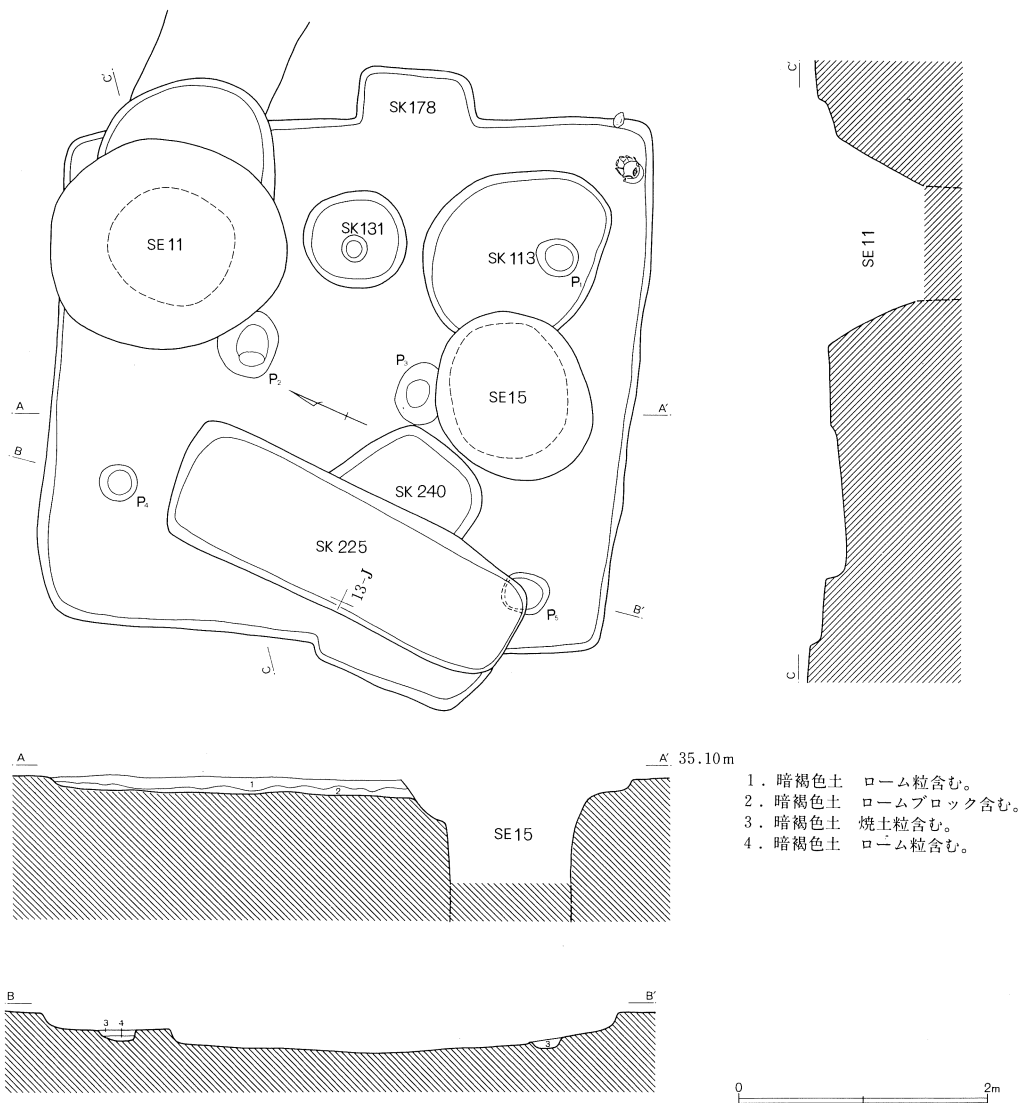 C'
SK178
SE11
SK131
SK113
P₁
P₂
P₃
SE15
A
A'
B
SK 240
P₄
SK 225
13-J
P₅
B'
C
C'
SE11
C
A
A' 35.10m
1
2
SE15
1．暗褐色土　ローム粒含む。
2．暗褐色土　ロームブロック含む。
3．暗褐色土　焼土粒含む。
4．暗褐色土　ローム粒含む。
B
B'
3 4
3
0 2m